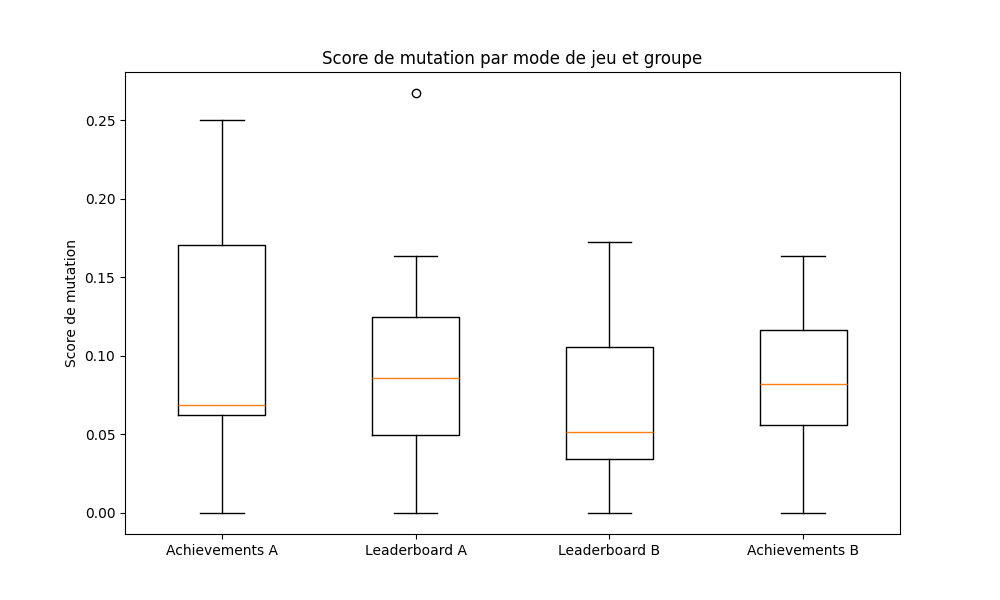 Score de mutation par mode de jeu et groupe
Score de mutation
0.25
0.20
0.15
0.10
0.05
0.00
Achievements A
Leaderboard A
Leaderboard B
Achievements B